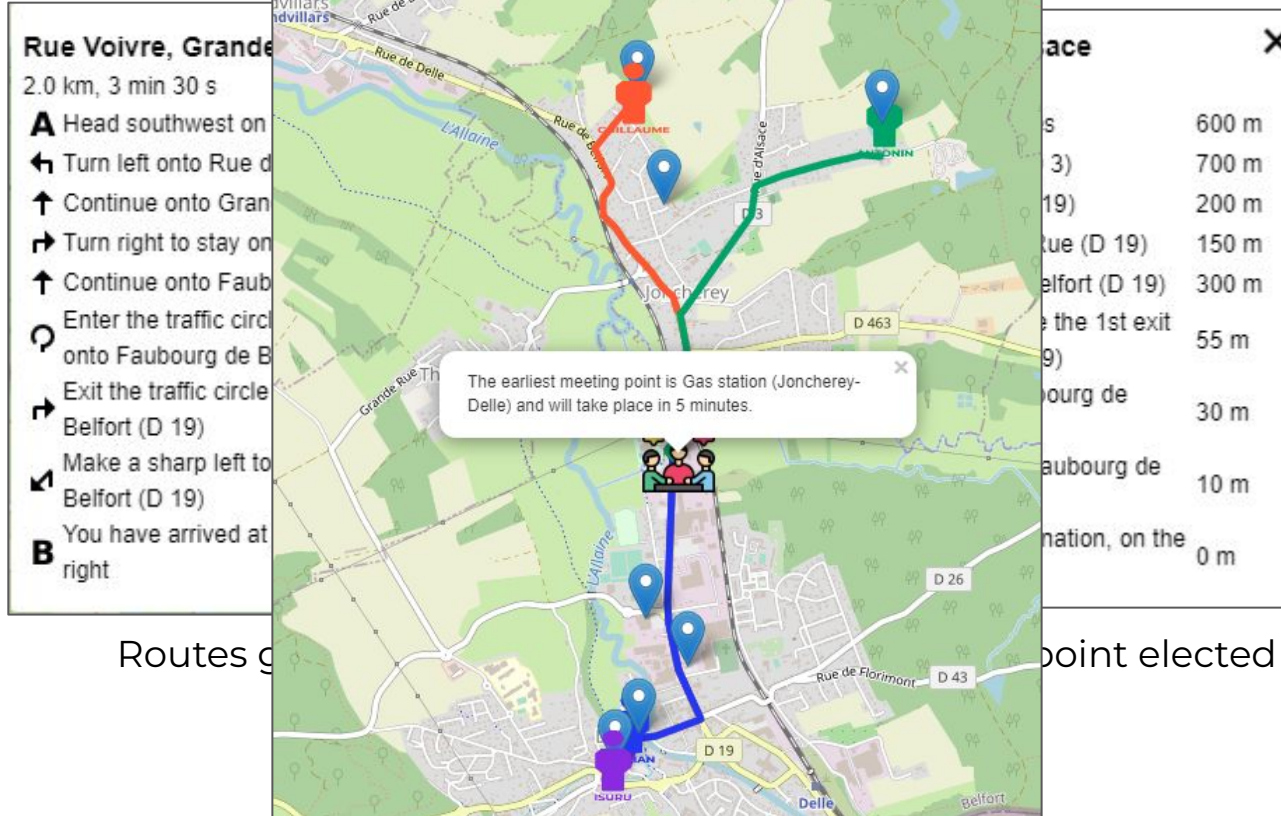 Rue Voivre, Grande
2.0 km, 3 min 30 s
A Head southwest on
Turn left onto Rue d
Continue onto Gran
Turn right to stay on
Continue onto Faub
Enter the traffic circl
onto Faubourg de B
Exit the traffic circle
Belfort (D 19)
Make a sharp left to
Belfort (D 19)
You have arrived at
B
right
Routes g
ndvillars
Rue de
Rue de Delle
L'Allaine
GUILLAUME
ANTONIN
D 3
Joncherey
D 463
Grande Rue
Th
The earliest meeting point is Gas station (Joncherey-
Delle) and will take place in 5 minutes.
×
L'Allaine
D 26
Rue de Florimont
D 43
D 19
IAN
ISURU
Delle
Belfort
ace ×
s 600 m
3) 700 m
19) 200 m
Rue (D 19) 150 m
elfort (D 19) 300 m
e the 1st exit
9) 55 m
ourg de
30 m
aubourg de
10 m
nation, on the
0 m
point elected